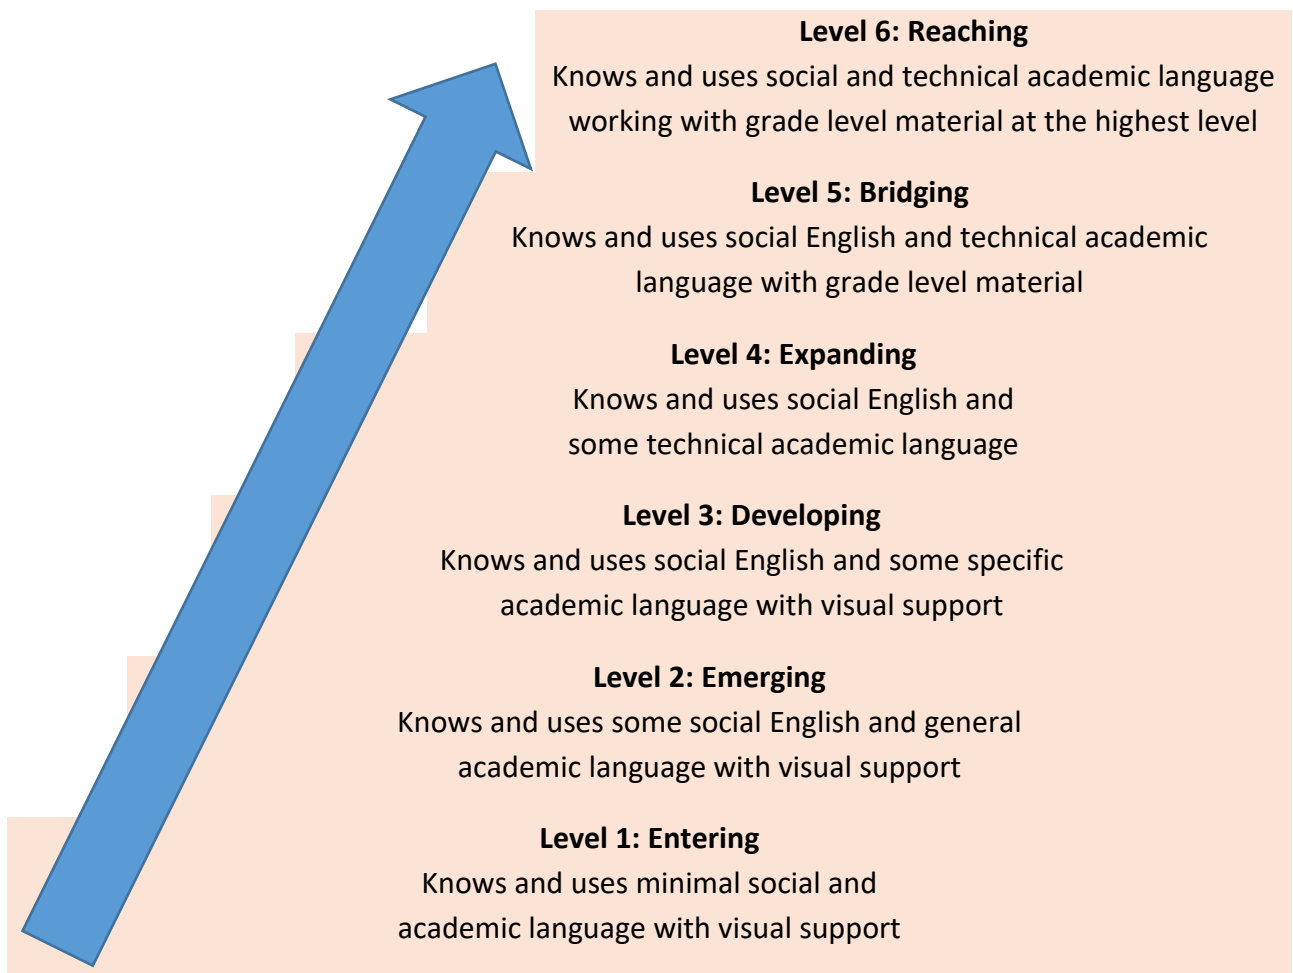 Level 6: Reaching
Knows and uses social and technical academic language
working with grade level material at the highest level
Level 5: Bridging
Knows and uses social English and technical academic
language with grade level material
Level 4: Expanding
Knows and uses social English and
some technical academic language
Level 3: Developing
Knows and uses social English and some specific
academic language with visual support
Level 2: Emerging
Knows and uses some social English and general
academic language with visual support
Level 1: Entering
Knows and uses minimal social and
academic language with visual support